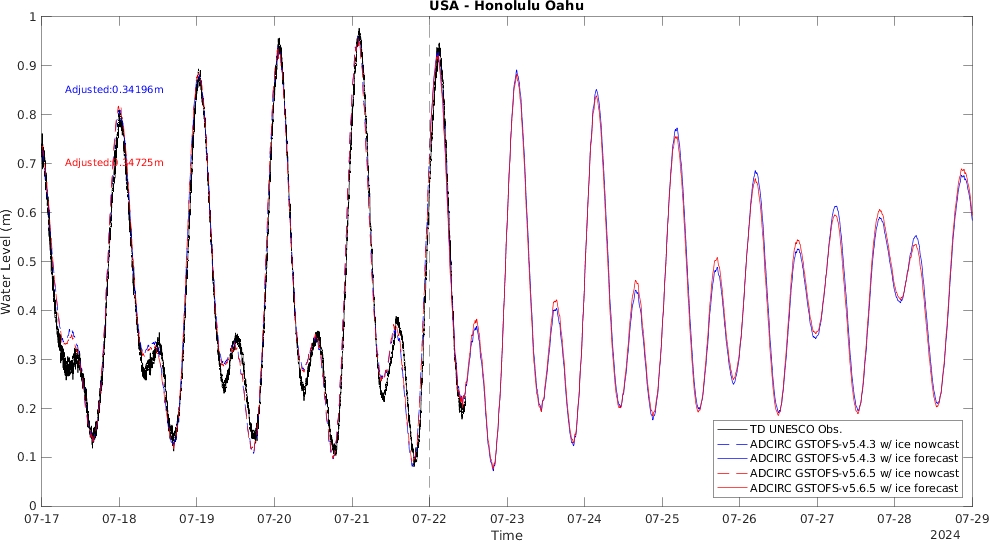 USA - Honolulu Oahu
1
0.9
0.8
0.7
0.6
0.5
0.4
0.3
0.2
0.1
0
Water Level (m)
Adjusted:0.34196m
Adjusted:0.34725m
TD UNESCO Obs.
ADCIRC GSTOFS-v5.4.3 w/ ice nowcast
ADCIRC GSTOFS-v5.4.3 w/ ice forecast
ADCIRC GSTOFS-v5.6.5 w/ ice nowcast
ADCIRC GSTOFS-v5.6.5 w/ ice forecast
07-17 07-18 07-19 07-20 07-21 07-22 07-23 07-24 07-25 07-26 07-27 07-28 07-29
Time
2024